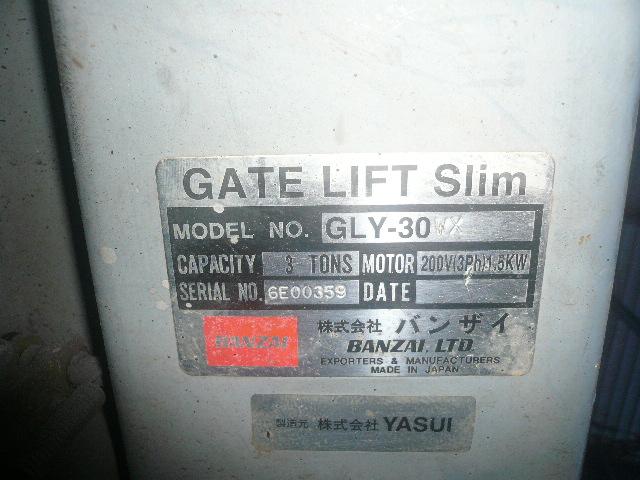 GATE LIFT Slim
MODEL NO. GLY-30WX
CAPACITY 3 TONS MOTOR 200V/3Ph/1.5KW
SERIAL NO. 6E00359 DATE
BANZAI
株式会社 バンザイ
BANZAI, LTD.
EXPORTERS & MANUFACTURERS
MADE IN JAPAN
製造元 株式会社 YASUI